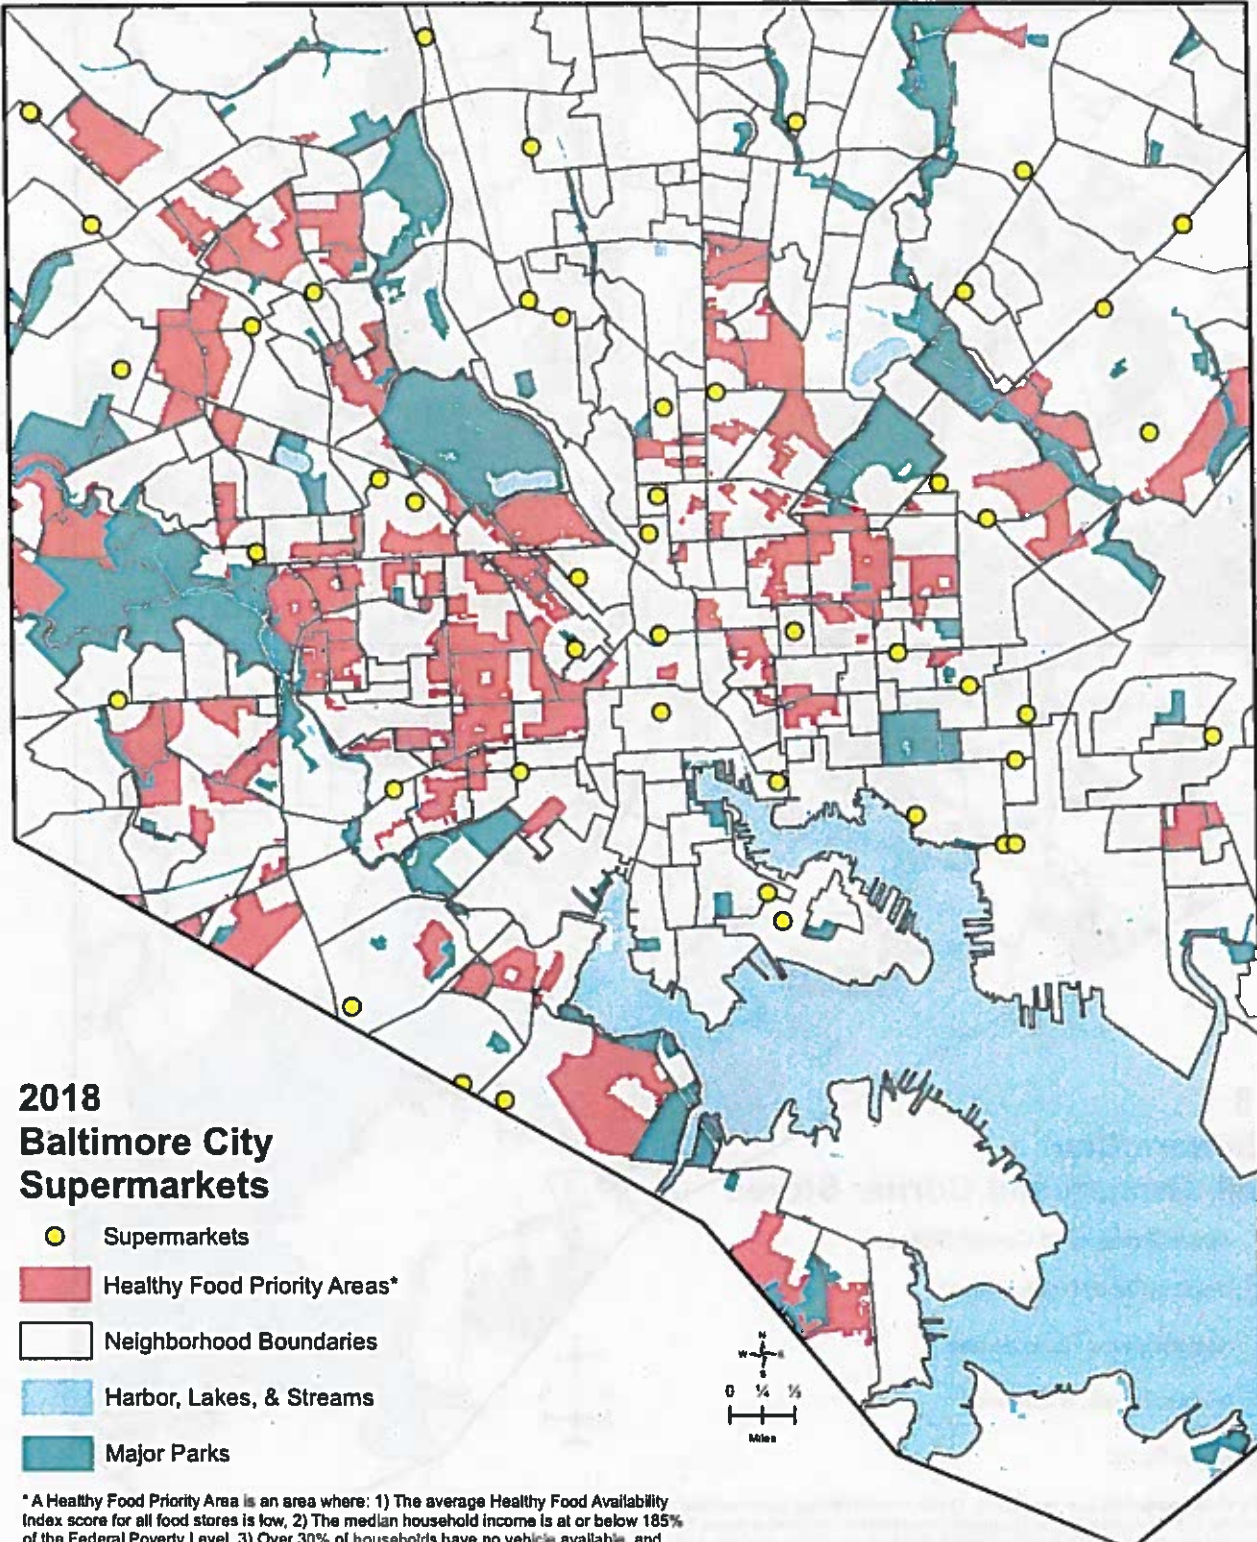 2018
Baltimore City
Supermarkets
Supermarkets
Healthy Food Priority Areas*
Neighborhood Boundaries
Harbor, Lakes, & Streams
Major Parks
N
W E
S
0 ¼ ½
Miles
* A Healthy Food Priority Area is an area where: 1) The average Healthy Food Availability
Index score for all food stores is low, 2) The median household income is at or below 185%
of the Federal Poverty Level, 3) Over 30% of households have no vehicle available, and